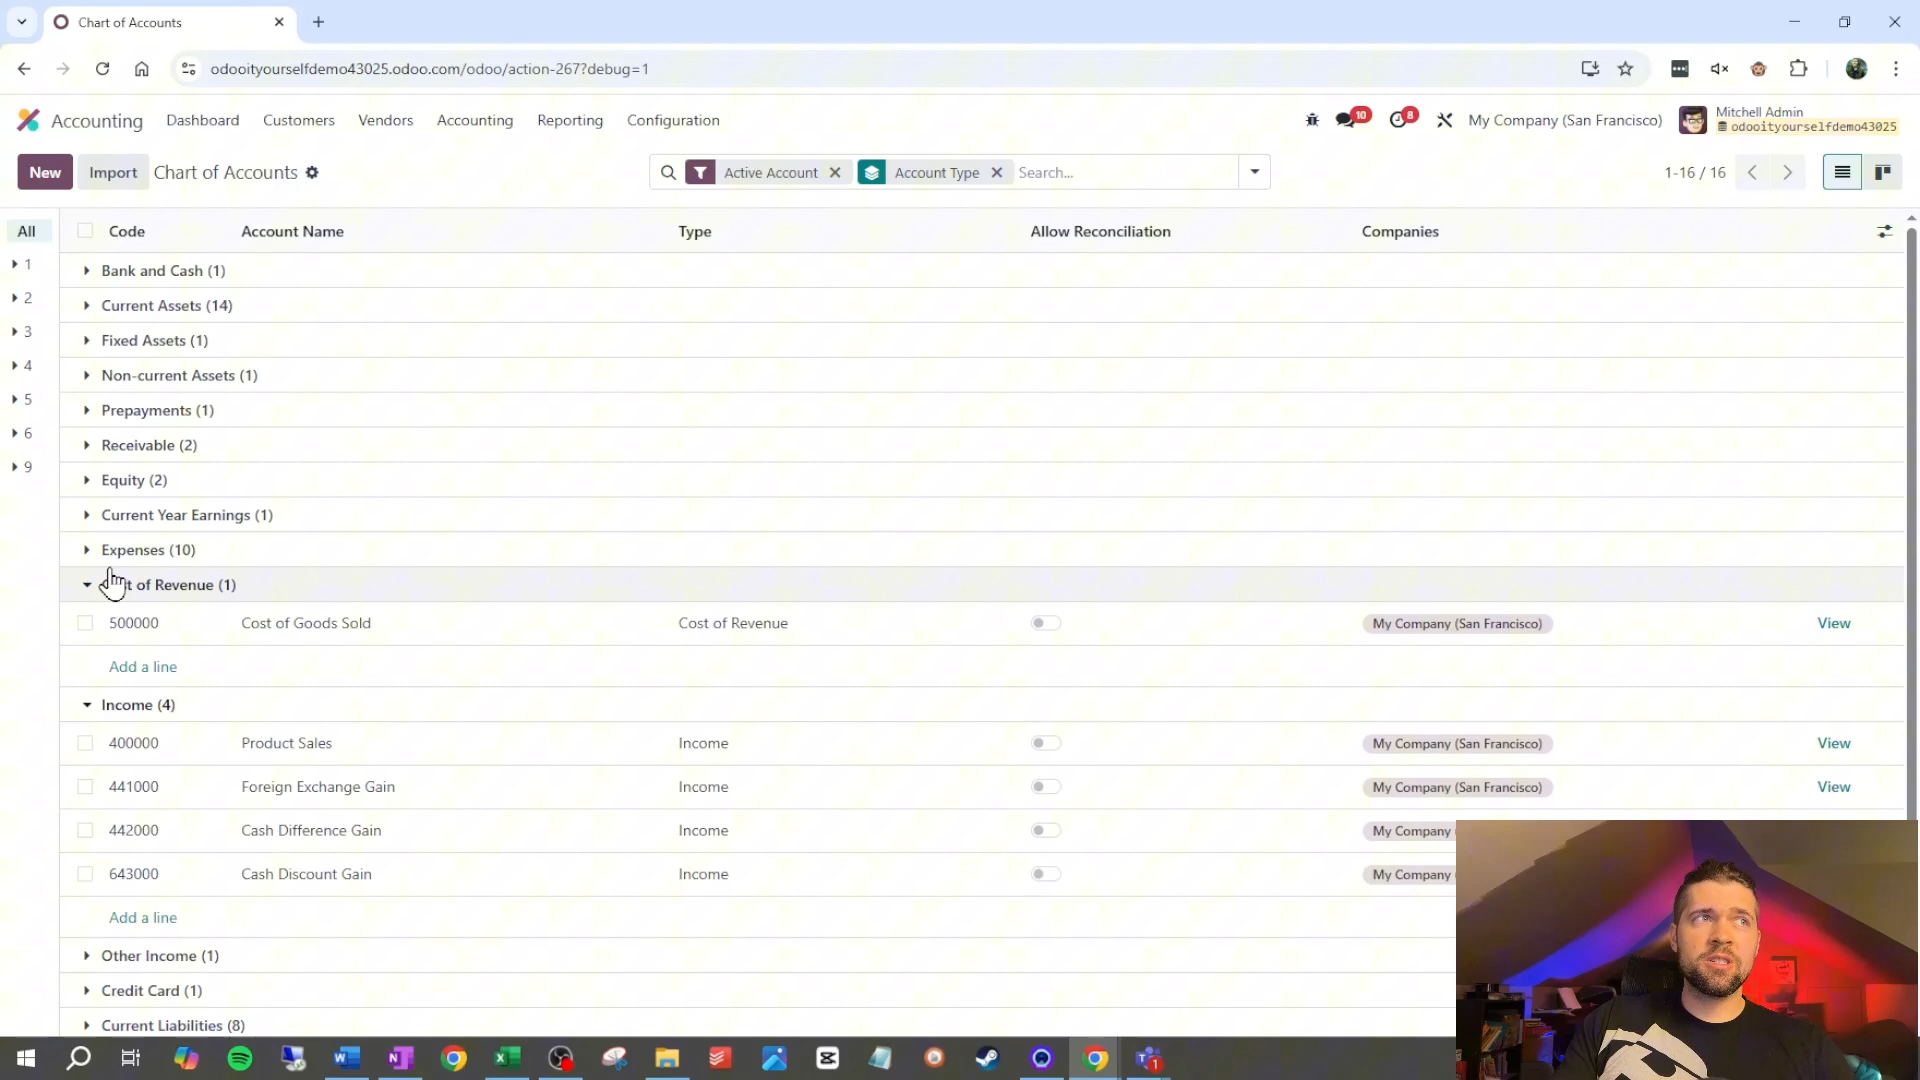 Chart of Accounts
odooityourselfdemo43025.odoo.com/odoo/action-267?debug=1
Accounting Dashboard Customers Vendors Accounting Reporting Configuration
10 8 My Company (San Francisco) Mitchell Admin
odooityourselfdemo43025
New Import Chart of Accounts Active Account Account Type Search... 1-16 / 16
All Code Account Name Type Allow Reconciliation Companies
1 Bank and Cash (1)
2 Current Assets (14)
3 Fixed Assets (1)
4 Non-current Assets (1)
5 Prepayments (1)
6 Receivable (2)
9 Equity (2)
Current Year Earnings (1)
Expenses (10)
of Revenue (1)
500000 Cost of Goods Sold Cost of Revenue My Company (San Francisco) View
Add a line
Income (4)
400000 Product Sales Income My Company (San Francisco) View
441000 Foreign Exchange Gain Income My Company (San Francisco) View
442000 Cash Difference Gain Income My Company
643000 Cash Discount Gain Income My Company
Add a line
Other Income (1)
Credit Card (1)
Current Liabilities (8)